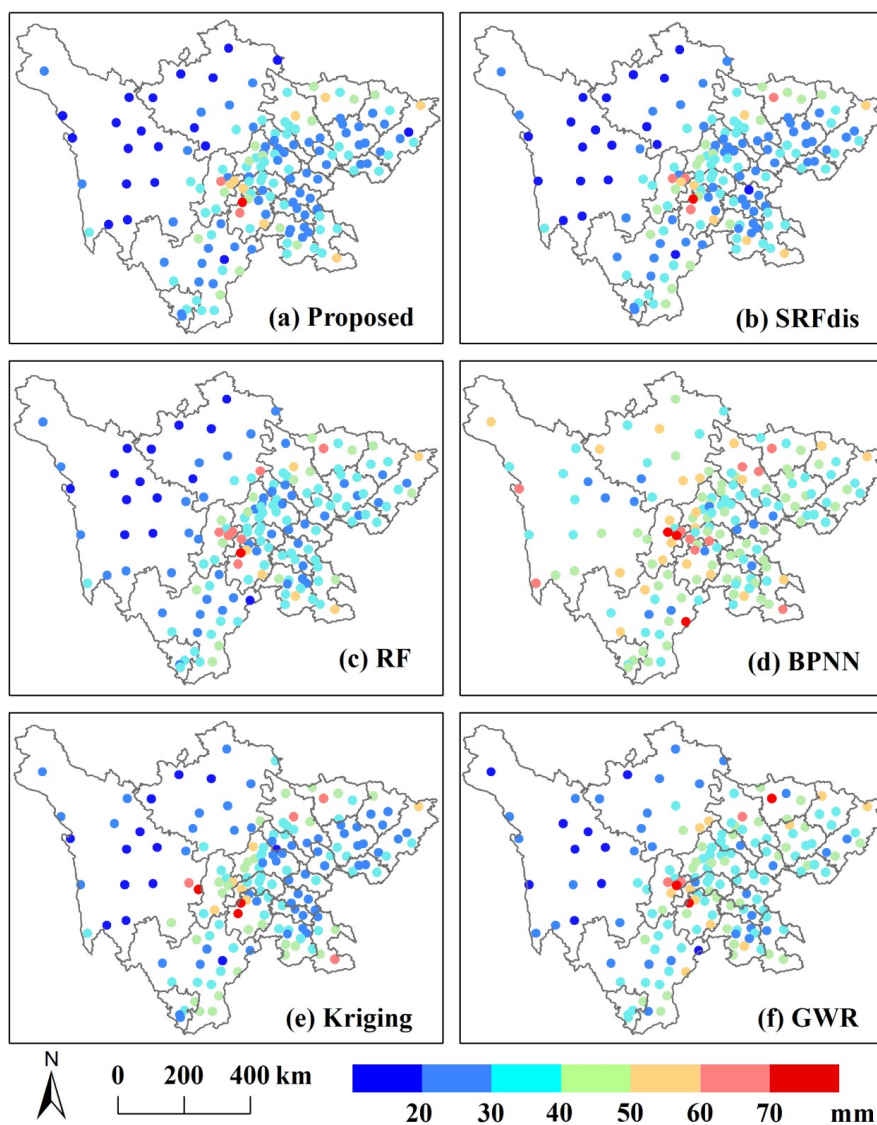 (a) Proposed
(b) SRFdis
(c) RF
(d) BPNN
(e) Kriging
(f) GWR
N
0 200 400 km
20 30 40 50 60 70 mm